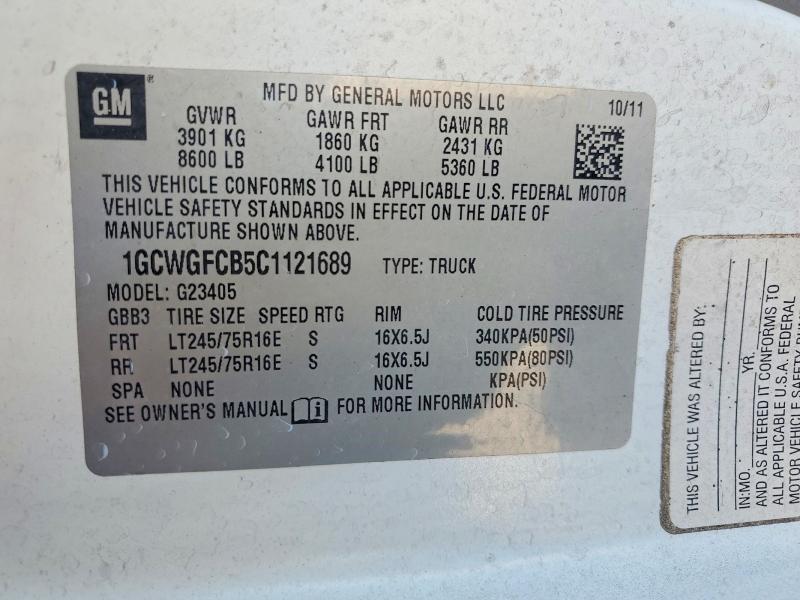 GM®
MFD BY GENERAL MOTORS LLC
10/11
GVWR GAWR FRT GAWR RR
3901 KG 1860 KG 2431 KG
8600 LB 4100 LB 5360 LB
THIS VEHICLE CONFORMS TO ALL APPLICABLE U.S. FEDERAL MOTOR
VEHICLE SAFETY STANDARDS IN EFFECT ON THE DATE OF
MANUFACTURE SHOWN ABOVE.
1GCWGFCB5C1121689 TYPE: TRUCK
MODEL: G23405
GBB3 TIRE SIZE SPEED RTG RIM COLD TIRE PRESSURE
FRT LT245/75R16E S 16X6.5J 340KPA(50PSI)
RR LT245/75R16E S 16X6.5J 550KPA(80PSI)
SPA NONE NONE KPA(PSI)
SEE OWNER'S MANUAL FOR MORE INFORMATION.
THIS VEHICLE WAS ALTERED BY:
IN:MO. YR.
AND AS ALTERED IT CONFORMS TO
ALL APPLICABLE U.S.A. FEDERAL
MOTOR VEHICLE SAFETY